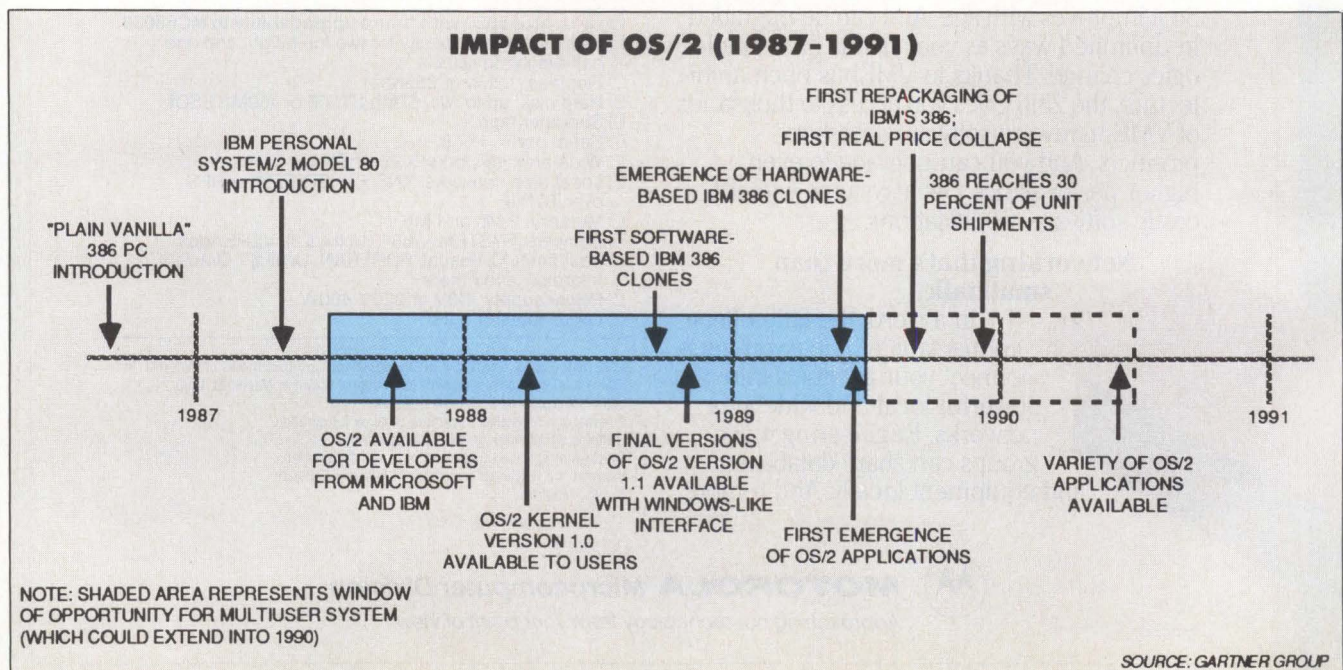 IMPACT OF OS/2 (1987-1991)
"PLAIN VANILLA"
386 PC
INTRODUCTION
IBM PERSONAL
SYSTEM/2 MODEL 80
INTRODUCTION
FIRST SOFTWARE-
BASED IBM 386
CLONES
EMERGENCE OF HARDWARE-
BASED IBM 386 CLONES
FIRST REPACKAGING OF
IBM'S 386;
FIRST REAL PRICE COLLAPSE
386 REACHES 30
PERCENT OF UNIT
SHIPMENTS
1987
1988
1989
1990
1991
OS/2 AVAILABLE
FOR DEVELOPERS
FROM MICROSOFT
AND IBM
OS/2 KERNEL
VERSION 1.0
AVAILABLE TO USERS
FINAL VERSIONS
OF OS/2 VERSION
1.1 AVAILABLE
WITH WINDOWS-LIKE
INTERFACE
FIRST EMERGENCE
OF OS/2 APPLICATIONS
VARIETY OF OS/2
APPLICATIONS
AVAILABLE
NOTE: SHADED AREA REPRESENTS WINDOW
OF OPPORTUNITY FOR MULTIUSER SYSTEM
(WHICH COULD EXTEND INTO 1990)
SOURCE: GARTNER GROUP